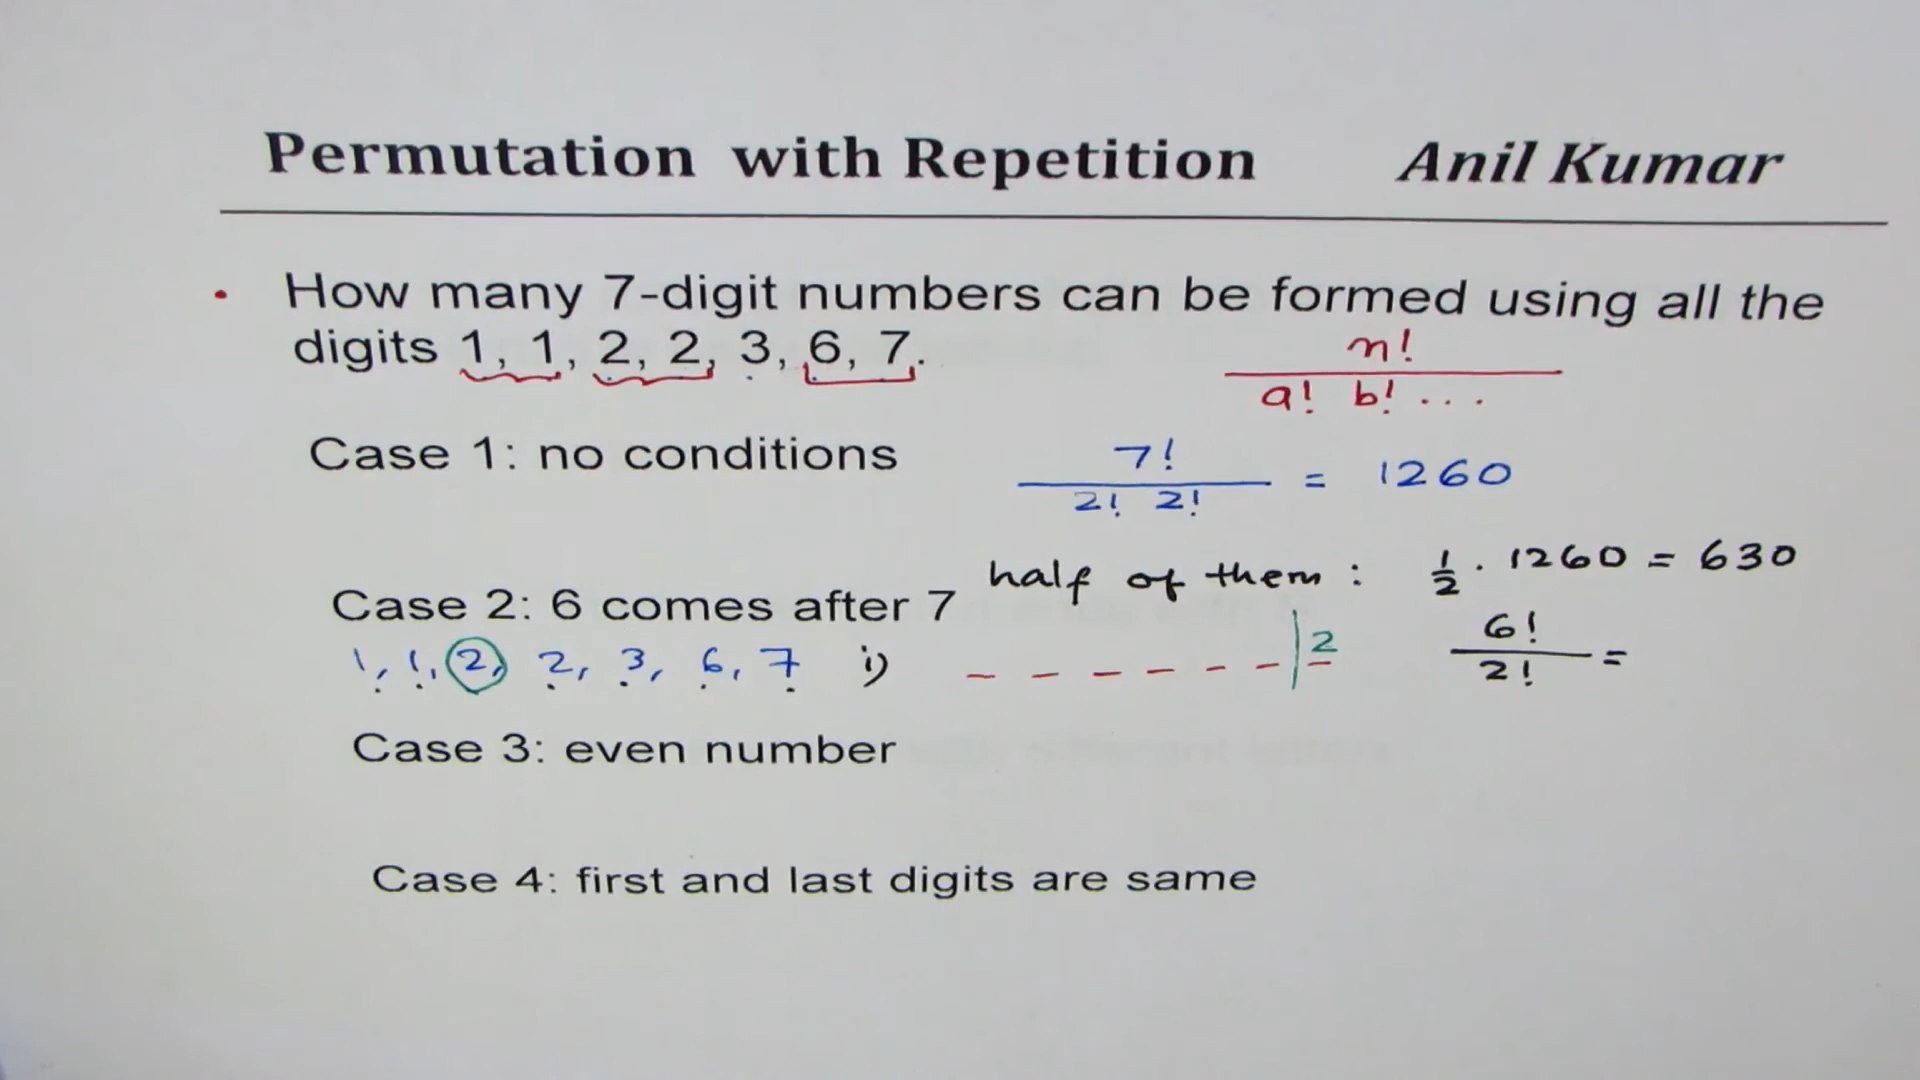 Permutation with Repetition Anil Kumar
• How many 7-digit numbers can be formed using all the
digits 1, 1, 2, 2, 3, 6, 7.
n!
a! b! ...
Case 1: no conditions
7!
2! 2!
= 1260
half of them : 1/2 · 1260 = 630
Case 2: 6 comes after 7
1, 1, 2, 2, 3, 6, 7 i) _ _ _ _ _ _ | 2
6!
2!
=
Case 3: even number
Case 4: first and last digits are same